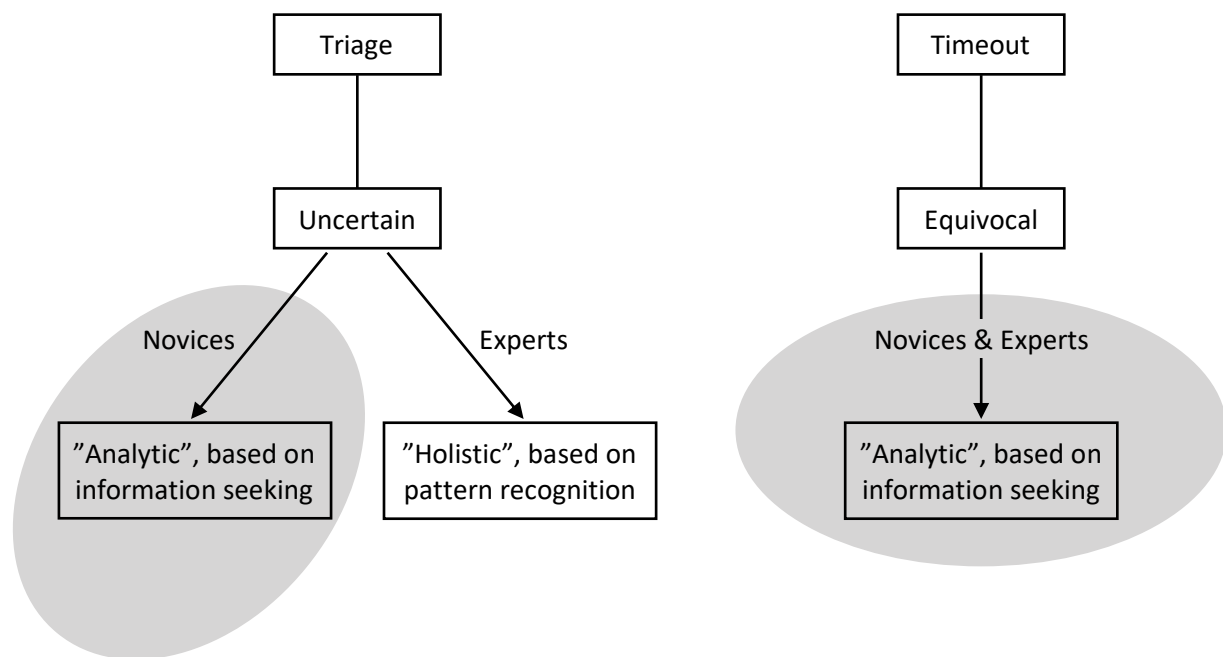 Triage
Timeout
Uncertain
Equivocal
Novices
Experts
Novices & Experts
”Analytic”, based on
information seeking
”Holistic”, based on
pattern recognition
”Analytic”, based on
information seeking